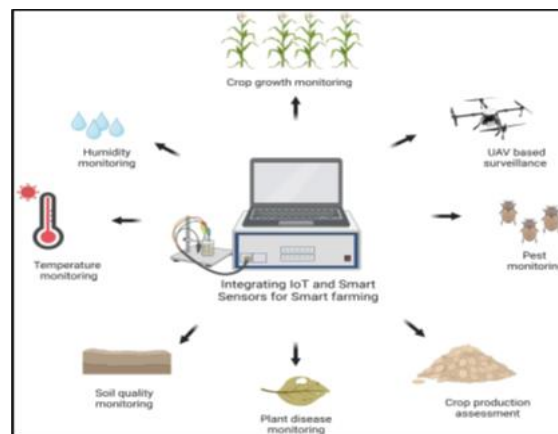 Crop growth monitoring
Humidity
monitoring
UAV based
surveillance
Temperature
monitoring
Integrating IoT and Smart
Sensors for Smart farming
Pest
monitoring
Soil quality
monitoring
Plant disease
monitoring
Crop production
assessment